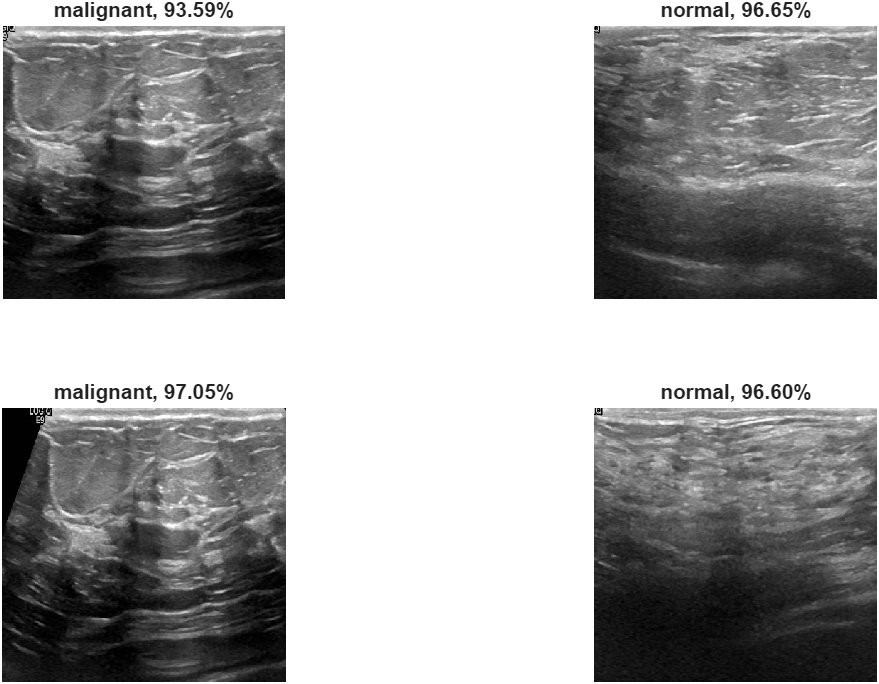 malignant, 93.59%
normal, 96.65%
malignant, 97.05%
normal, 96.60%